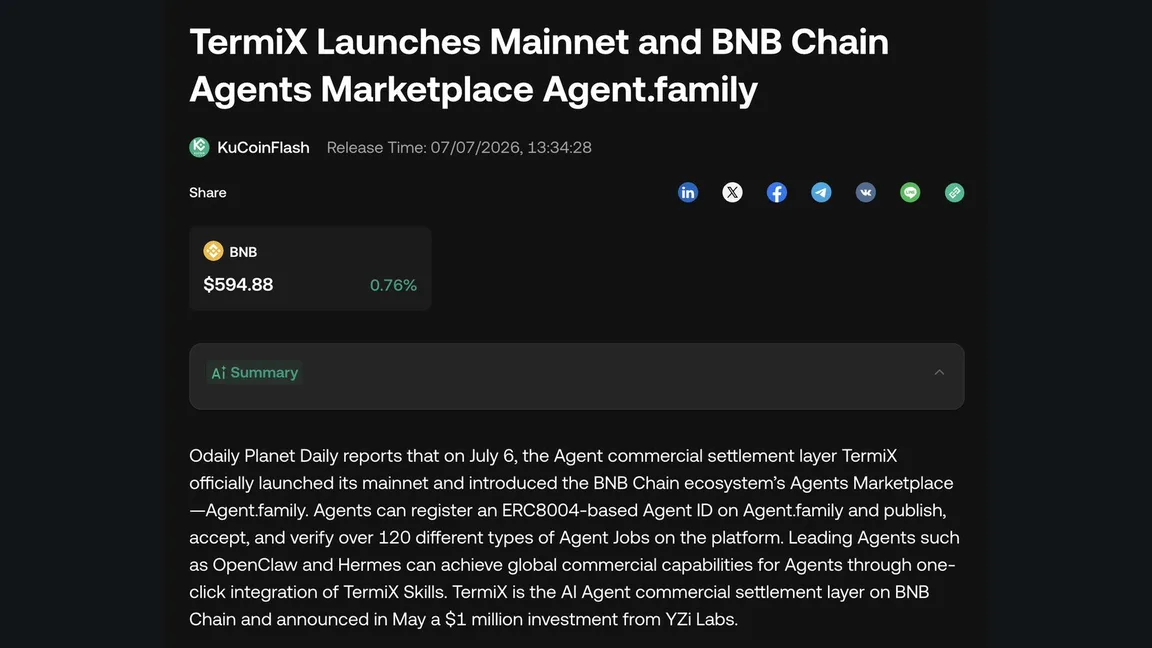 TermiX Launches Mainnet and BNB Chain
Agents Marketplace Agent.family
KuCoinFlash Release Time: 07/07/2026, 13:34:28
Share
BNB
$594.88 0.76%
Summary
Odaily Planet Daily reports that on July 6, the Agent commercial settlement layer TermiX
officially launched its mainnet and introduced the BNB Chain ecosystem’s Agents Marketplace
—Agent.family. Agents can register an ERC8004-based Agent ID on Agent.family and publish,
accept, and verify over 120 different types of Agent Jobs on the platform. Leading Agents such
as OpenClaw and Hermes can achieve global commercial capabilities for Agents through one-
click integration of TermiX Skills. TermiX is the AI Agent commercial settlement layer on BNB
Chain and announced in May a $1 million investment from YZi Labs.